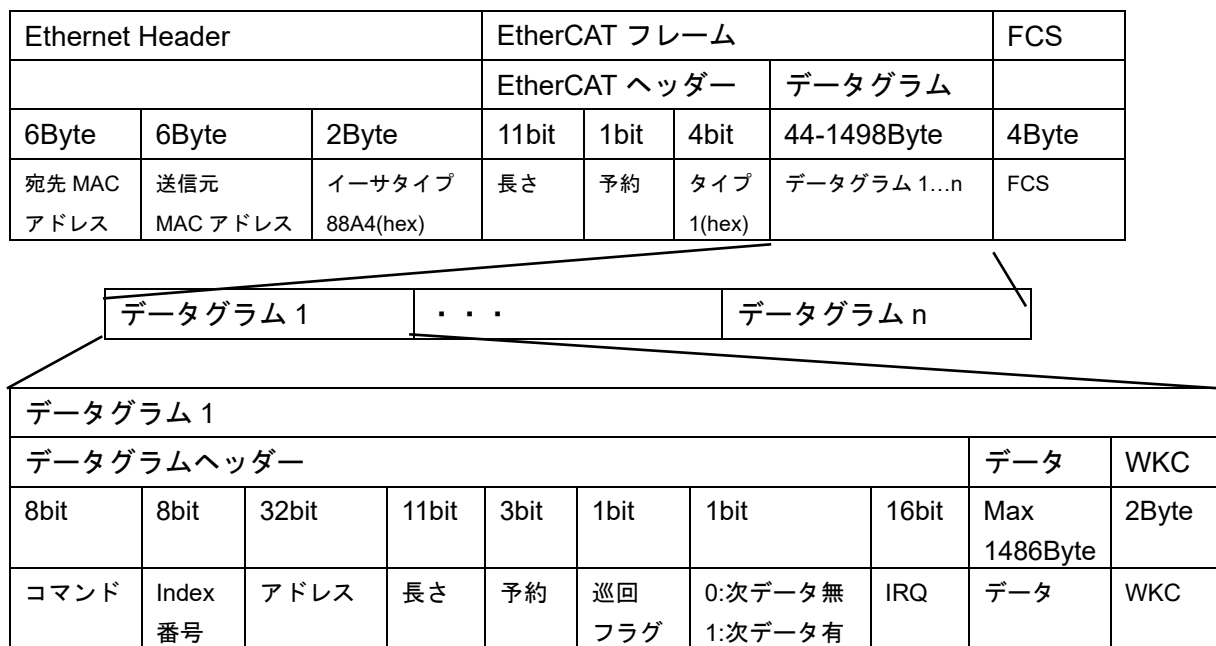 Ethernet Header EtherCAT フレーム FCS
EtherCAT ヘッダー データグラム
6Byte 6Byte 2Byte 11bit 1bit 4bit 44-1498Byte 4Byte
宛先 MAC 送信元 イーサタイプ 長さ 予約 タイプ データグラム 1…n FCS
アドレス MAC アドレス 88A4(hex) 1(hex)
データグラム 1 ・・・ データグラム n
データグラム 1
データグラムヘッダー データ WKC
8bit 8bit 32bit 11bit 3bit 1bit 1bit 16bit Max 2Byte
1486Byte
コマンド Index アドレス 長さ 予約 巡回 0:次データ無 IRQ データ WKC
番号 フラグ 1:次データ有